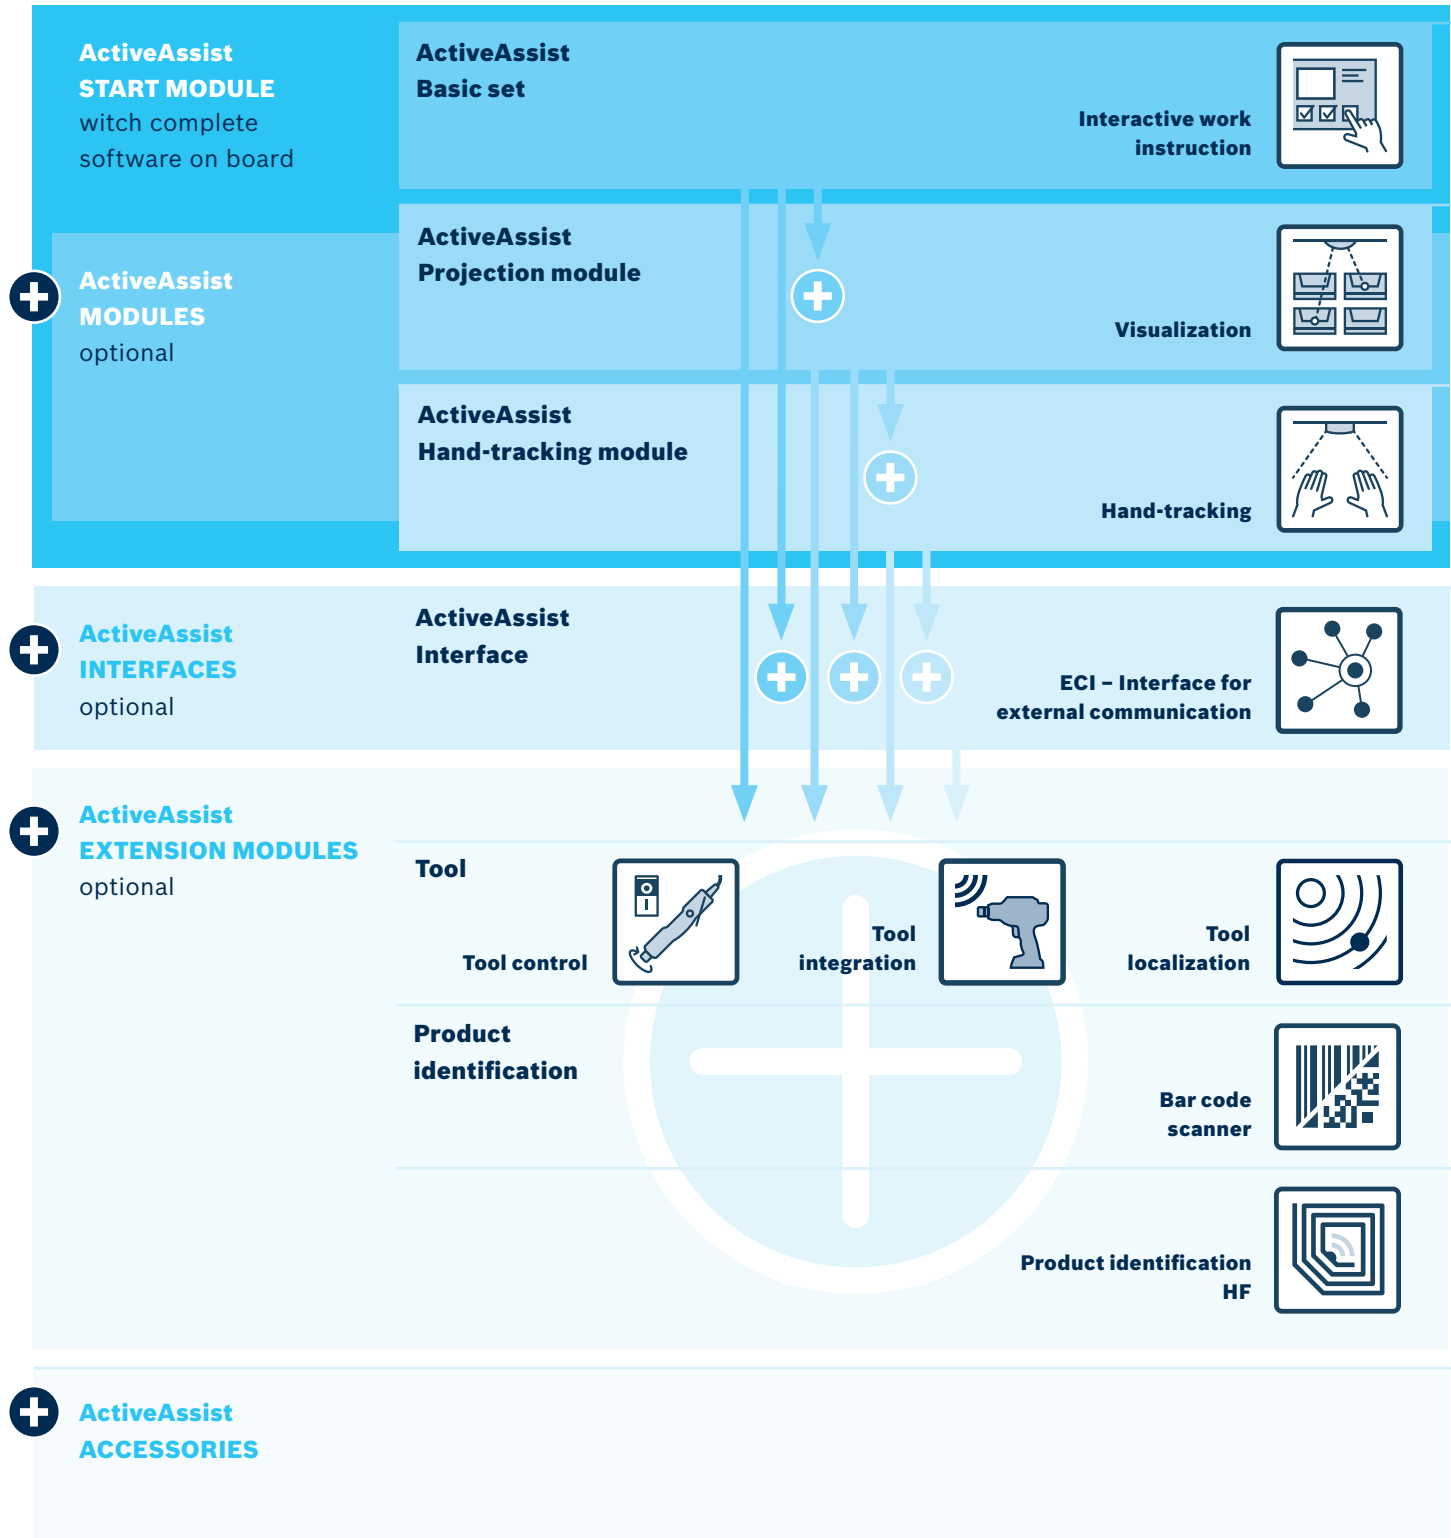 ActiveAssist
START MODULE
witch complete
software on board
ActiveAssist
Basic set
Interactive work
instruction
ActiveAssist
MODULES
optional
ActiveAssist
Projection module
Visualization
ActiveAssist
Hand-tracking module
Hand-tracking
ActiveAssist
INTERFACES
optional
ActiveAssist
Interface
ECI – Interface for
external communication
ActiveAssist
EXTENSION MODULES
optional
Tool
Tool control
Tool
integration
Tool
localization
Product
identification
Bar code
scanner
Product identification
HF
ActiveAssist
ACCESSORIES